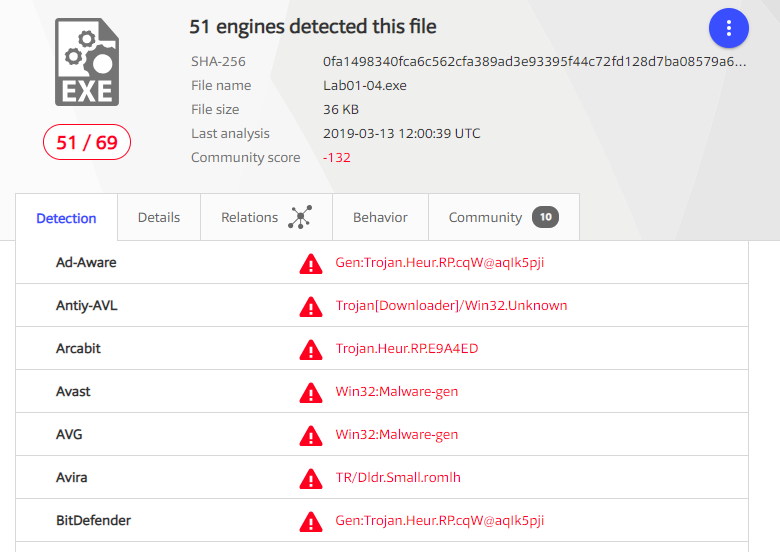 51 engines detected this file
SHA-256 0fa1498340fca6c562cfa389ad3e93395f44c72fd128d7ba08579a6...
File name Lab01-04.exe
File size 36 KB
Last analysis 2019-03-13 12:00:39 UTC
Community score -132
EXE
51 / 69
Detection Details Relations Behavior Community 10
Ad-Aware Gen:Trojan.Heur.RP.cqW@aqIk5pji
Antiy-AVL Trojan[Downloader]/Win32.Unknown
Arcabit Trojan.Heur.RP.E9A4ED
Avast Win32:Malware-gen
AVG Win32:Malware-gen
Avira TR/Dldr.Small.romlh
BitDefender Gen:Trojan.Heur.RP.cqW@aqIk5pji